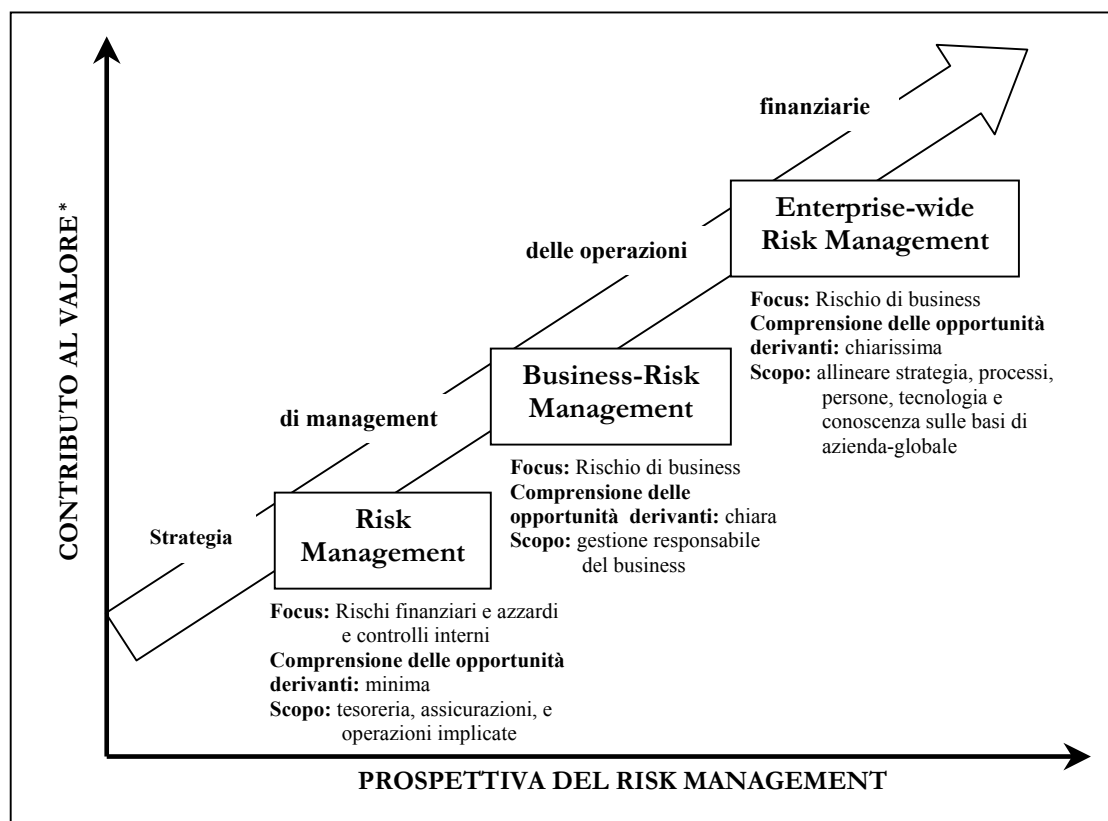 CONTRIBUTO AL VALORE*
Strategia
di management
delle operazioni
finanziarie
Risk
Management
Focus: Rischi finanziari e azzardi
e controlli interni
Comprensione delle opportunità
derivanti: minima
Scopo: tesoreria, assicurazioni, e
operazioni implicate
Business-Risk
Management
Focus: Rischio di business
Comprensione delle
opportunità derivanti: chiara
Scopo: gestione responsabile
del business
Enterprise-wide
Risk Management
Focus: Rischio di business
Comprensione delle opportunità
derivanti: chiarissima
Scopo: allineare strategia, processi,
persone, tecnologia e
conoscenza sulle basi di
azienda-globale
PROSPETTIVA DEL RISK MANAGEMENT